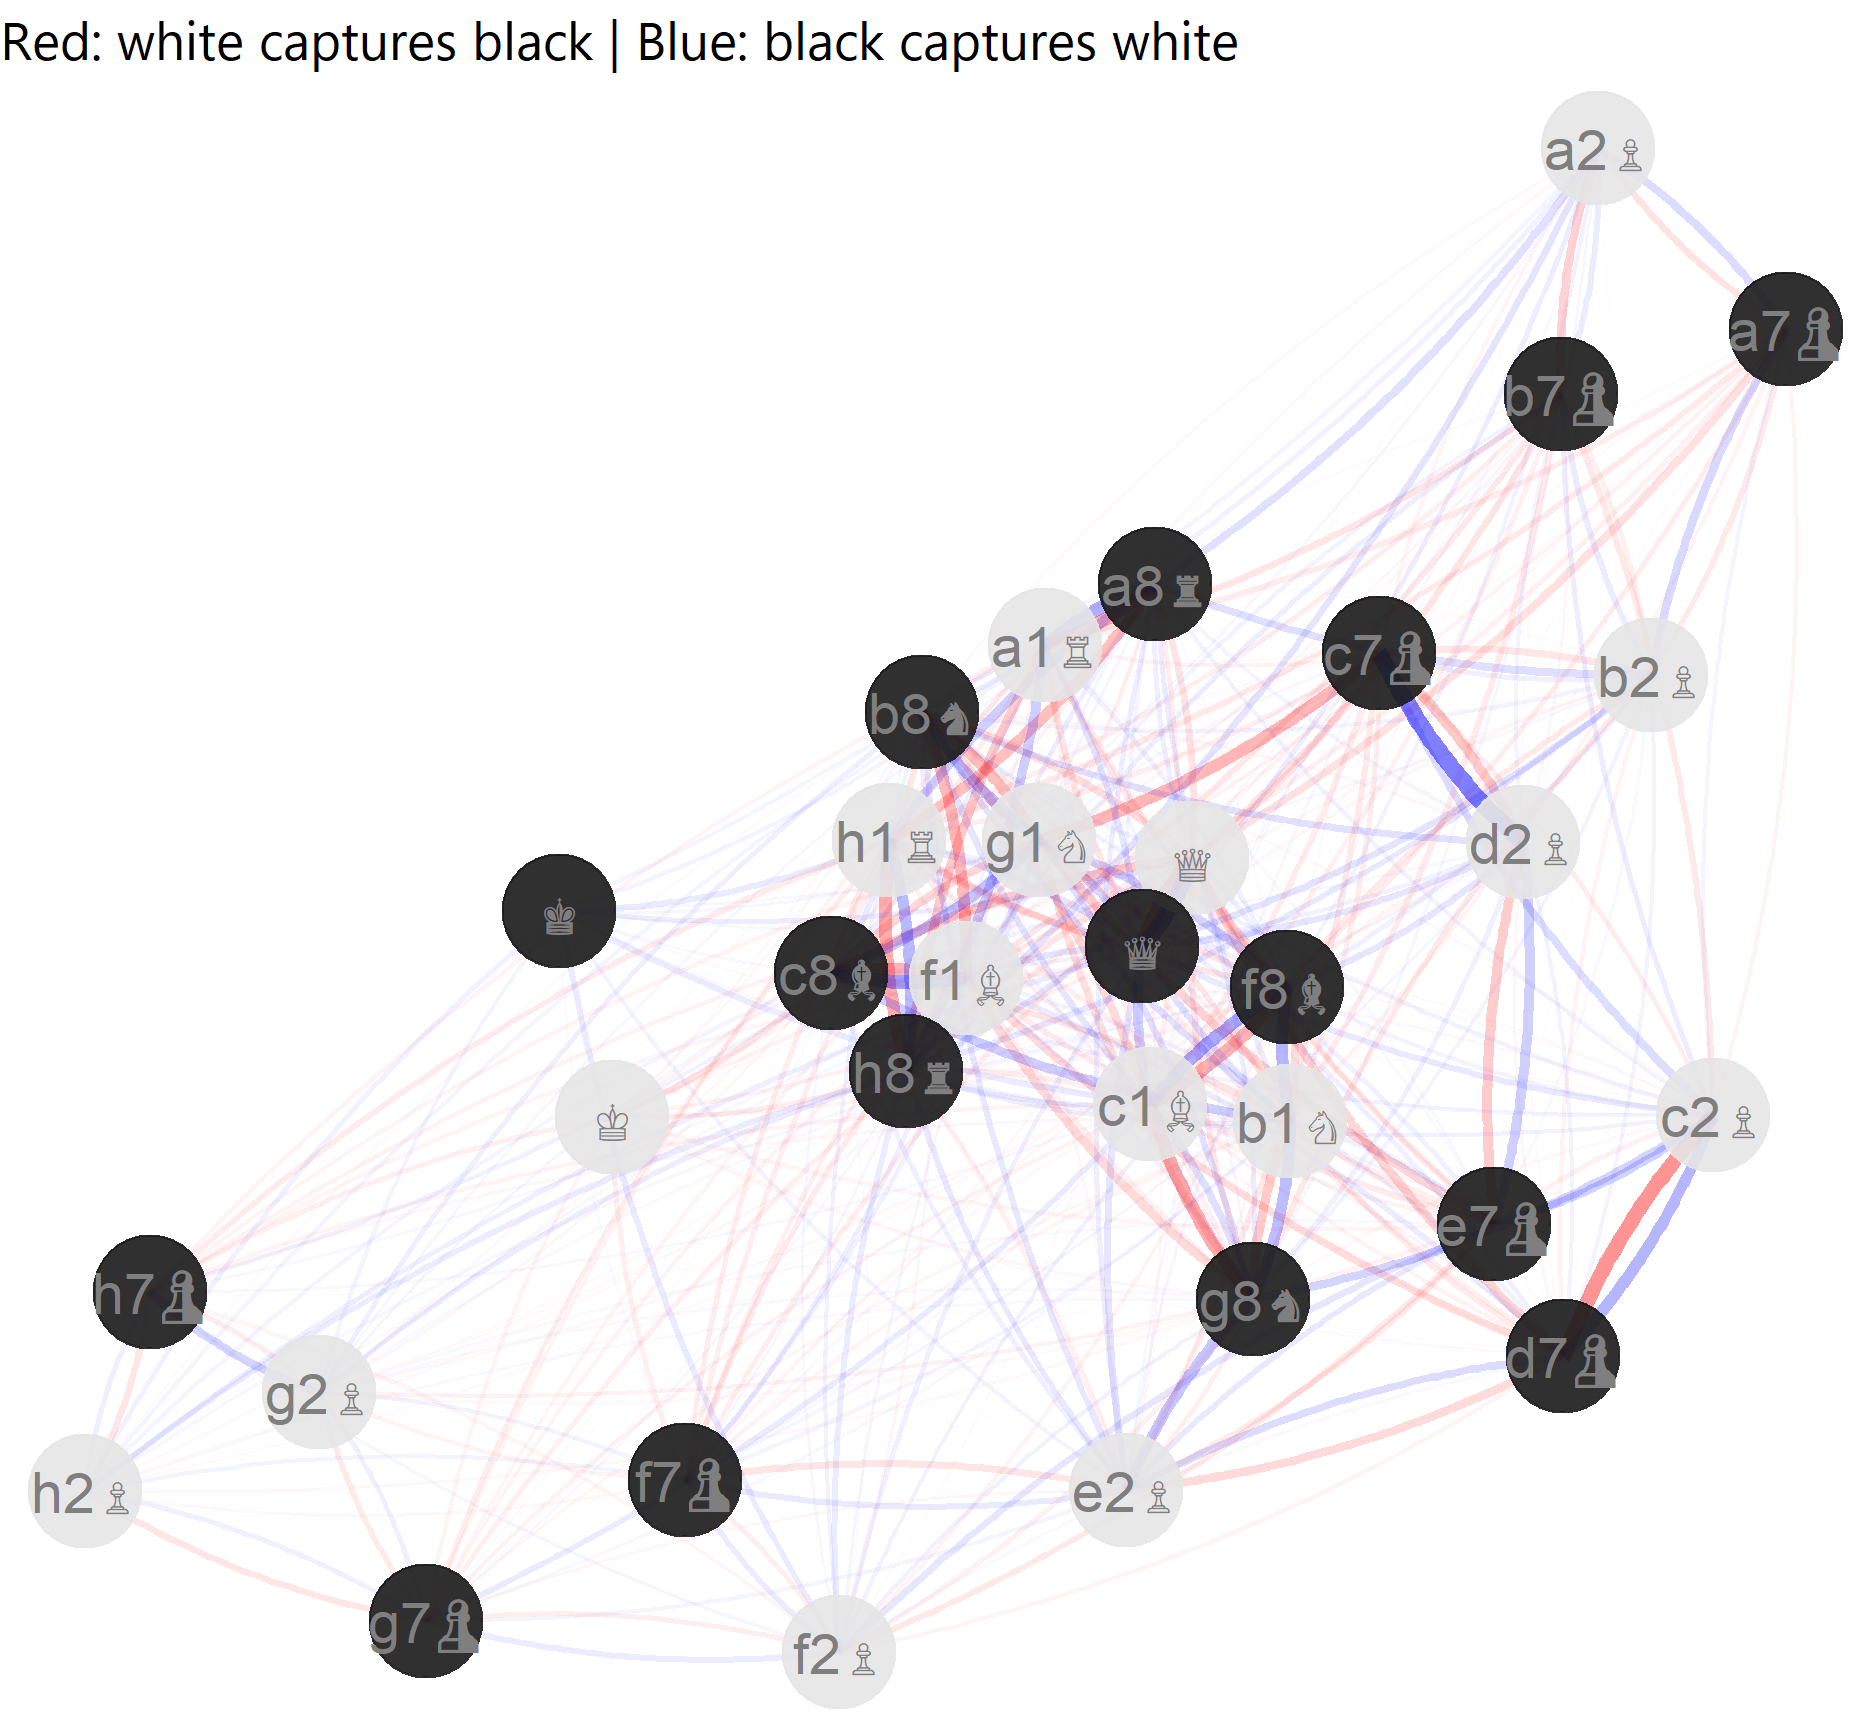 Red: white captures black | Blue: black captures white
a2 ♗
a7 ♟
b7 ♟
a8 ♜
a1 ♖
c7 ♟
b2 ♙
b8 ♞
h1 ♖
g1 ♘
♕
d2 ♙
♚
c8 ♝
f1 ♗
♛
f8 ♝
h8 ♜
♔
c1 ♗
b1 ♘
c2 ♙
e7 ♟
h7 ♟
g8 ♞
d7 ♟
g2 ♙
h2 ♙
f7 ♟
e2 ♙
g7 ♟
f2 ♙